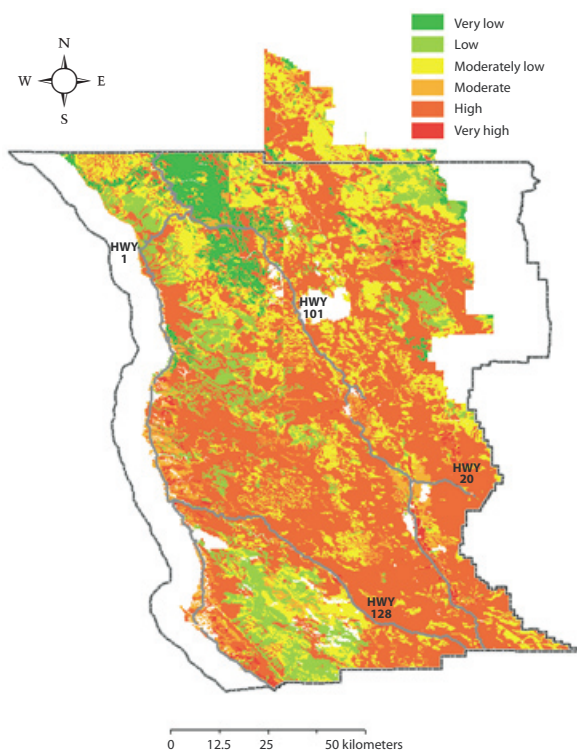 N
W E
S
Very low
Low
Moderately low
Moderate
High
Very high
HWY
1
HWY
101
HWY
20
HWY
128
0 12.5 25 50 kilometers